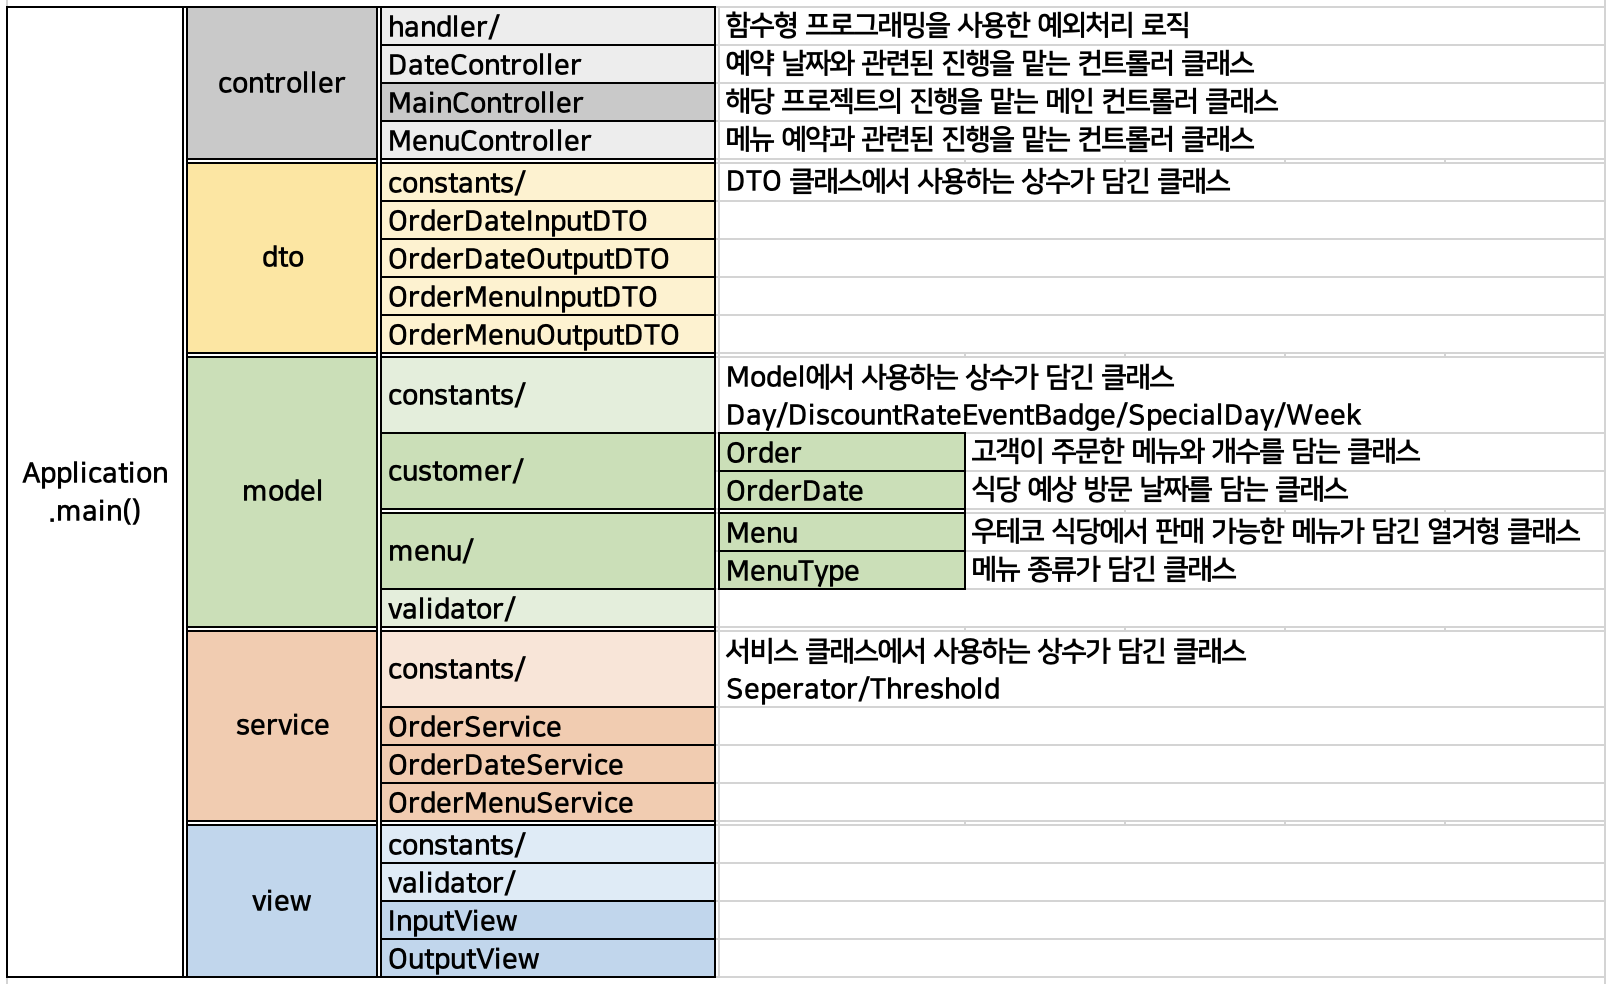 Application
.main()
controller
handler/
함수형 프로그래밍을 사용한 예외처리 로직
DateController
예약 날짜와 관련된 진행을 맡는 컨트롤러 클래스
MainController
해당 프로젝트의 진행을 맡는 메인 컨트롤러 클래스
MenuController
메뉴 예약과 관련된 진행을 맡는 컨트롤러 클래스
dto
constants/
DTO 클래스에서 사용하는 상수가 담긴 클래스
OrderDateInputDTO
OrderDateOutputDTO
OrderMenuInputDTO
OrderMenuOutputDTO
model
constants/
Model에서 사용하는 상수가 담긴 클래스
Day/DiscountRateEventBadge/SpecialDay/Week
customer/
Order
고객이 주문한 메뉴와 개수를 담는 클래스
OrderDate
식당 예상 방문 날짜를 담는 클래스
menu/
Menu
우테코 식당에서 판매 가능한 메뉴가 담긴 열거형 클래스
MenuType
메뉴 종류가 담긴 클래스
validator/
service
constants/
서비스 클래스에서 사용하는 상수가 담긴 클래스
Seperator/Threshold
OrderService
OrderDateService
OrderMenuService
view
constants/
validator/
InputView
OutputView